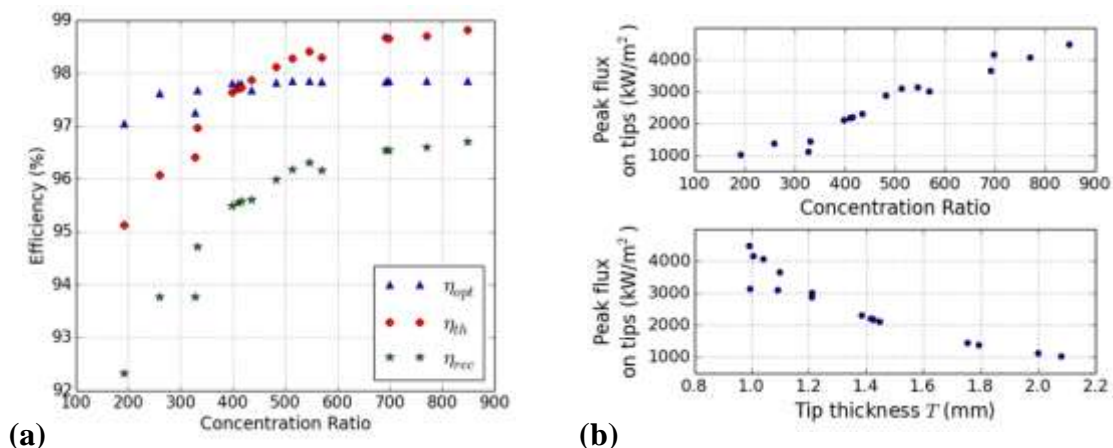 99
98
97
96
95
94
93
92
Efficiency (%)
η_opt
η_th
η_rec
100 200 300 400 500 600 700 800 900
Concentration Ratio
(a)
4000
3000
2000
1000
Peak flux
on tips (kW/m²)
100 200 300 400 500 600 700 800 900
Concentration Ratio
4000
3000
2000
1000
Peak flux
on tips (kW/m²)
0.8 1.0 1.2 1.4 1.6 1.8 2.0 2.2
Tip thickness T (mm)
(b)